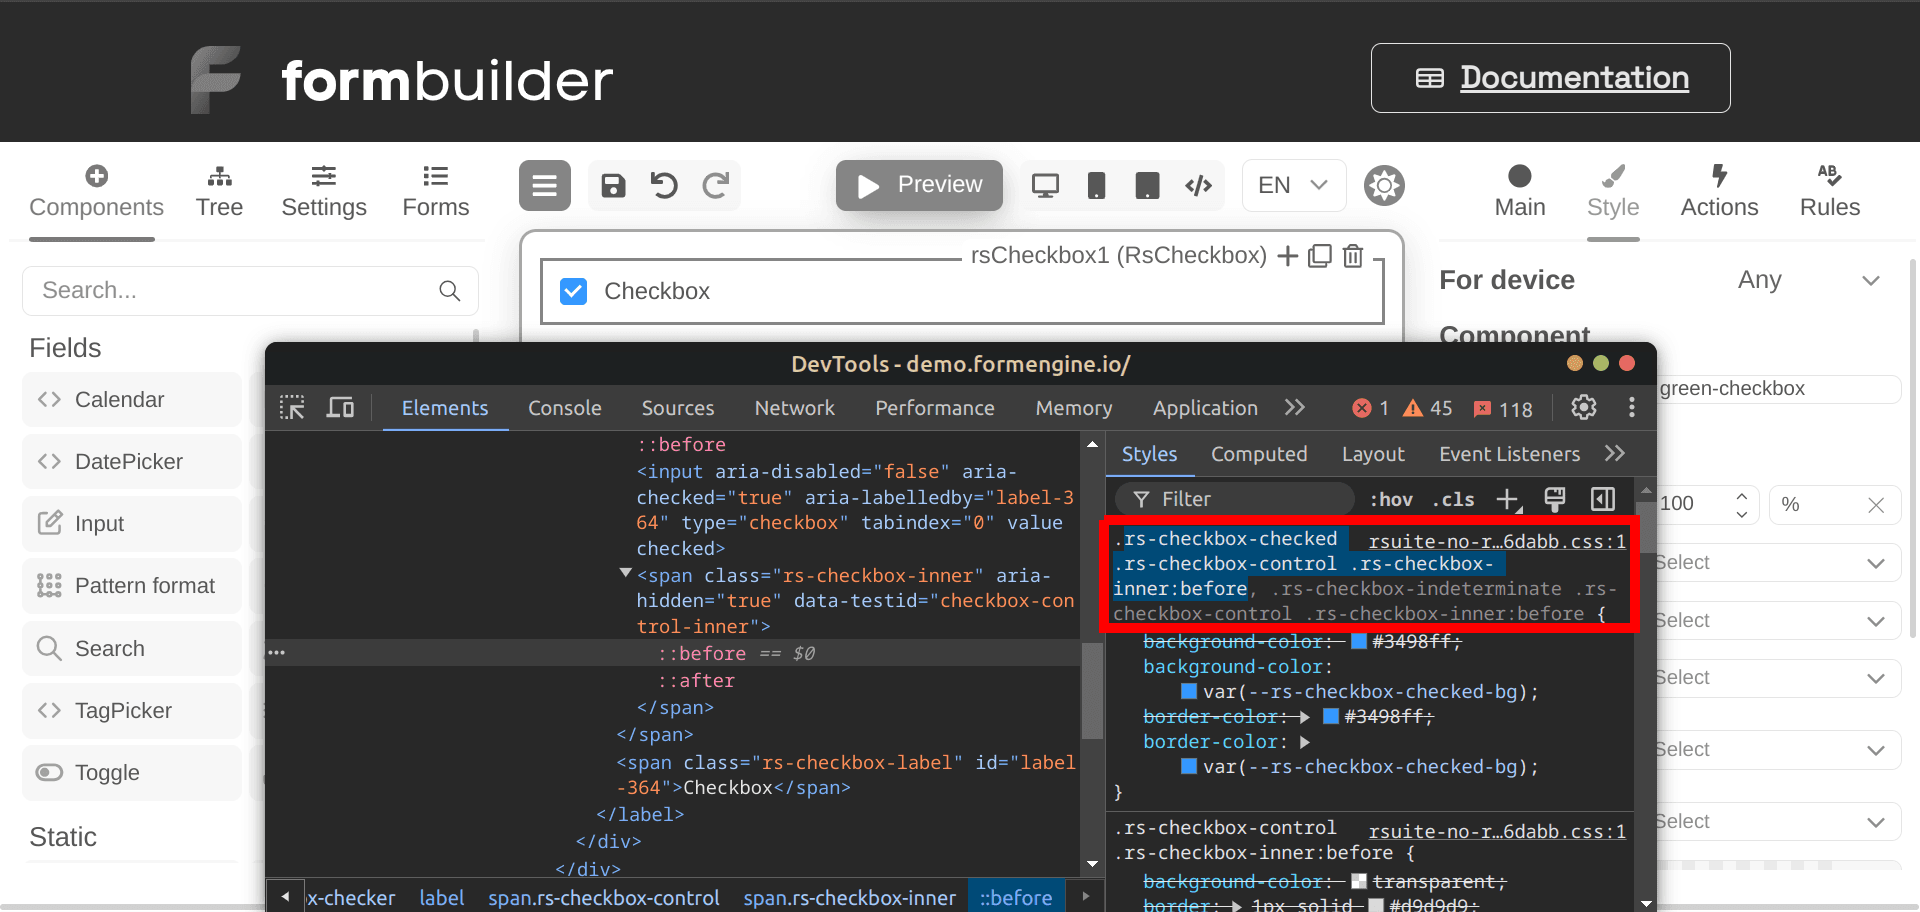 formbuilder
Documentation
Components
Tree
Settings
Forms
Preview
EN
Main
Style
Actions
Rules
Search...
rsCheckbox1 (RsCheckbox)
Checkbox
For device
Any
Component
Fields
Calendar
DatePicker
Input
Pattern format
Search
TagPicker
Toggle
Static
green-checkbox
100
%
Select
Select
Select
Select
Select
DevTools - demo.formengine.io/
Elements
Console
Sources
Network
Performance
Memory
Application
1
45
118
::before
<input aria-disabled="false" aria-
checked="true" aria-labelledby="label-3
64" type="checkbox" tabindex="0" value
checked>
<span class="rs-checkbox-inner" aria-
hidden="true" data-testid="checkbox-con
trol-inner">
::before == $0
::after
</span>
</span>
<span class="rs-checkbox-label" id="label
-364">Checkbox</span>
</label>
</div>
</div>
x-checker
label
span.rs-checkbox-control
span.rs-checkbox-inner
::before
Styles
Computed
Layout
Event Listeners
Filter
:hov
.cls
.rs-checkbox-checked rsuite-no-r…6dabb.css:1
.rs-checkbox-control .rs-checkbox-
inner:before, .rs-checkbox-indeterminate .rs-
checkbox-control .rs-checkbox-inner:before {
background-color: #3498ff;
background-color:
var(--rs-checkbox-checked-bg);
border-color: #3498ff;
border-color:
var(--rs-checkbox-checked-bg);
}
.rs-checkbox-control rsuite-no-r…6dabb.css:1
.rs-checkbox-inner:before {
background-color: transparent;
border: 1px solid #d9d9d9;